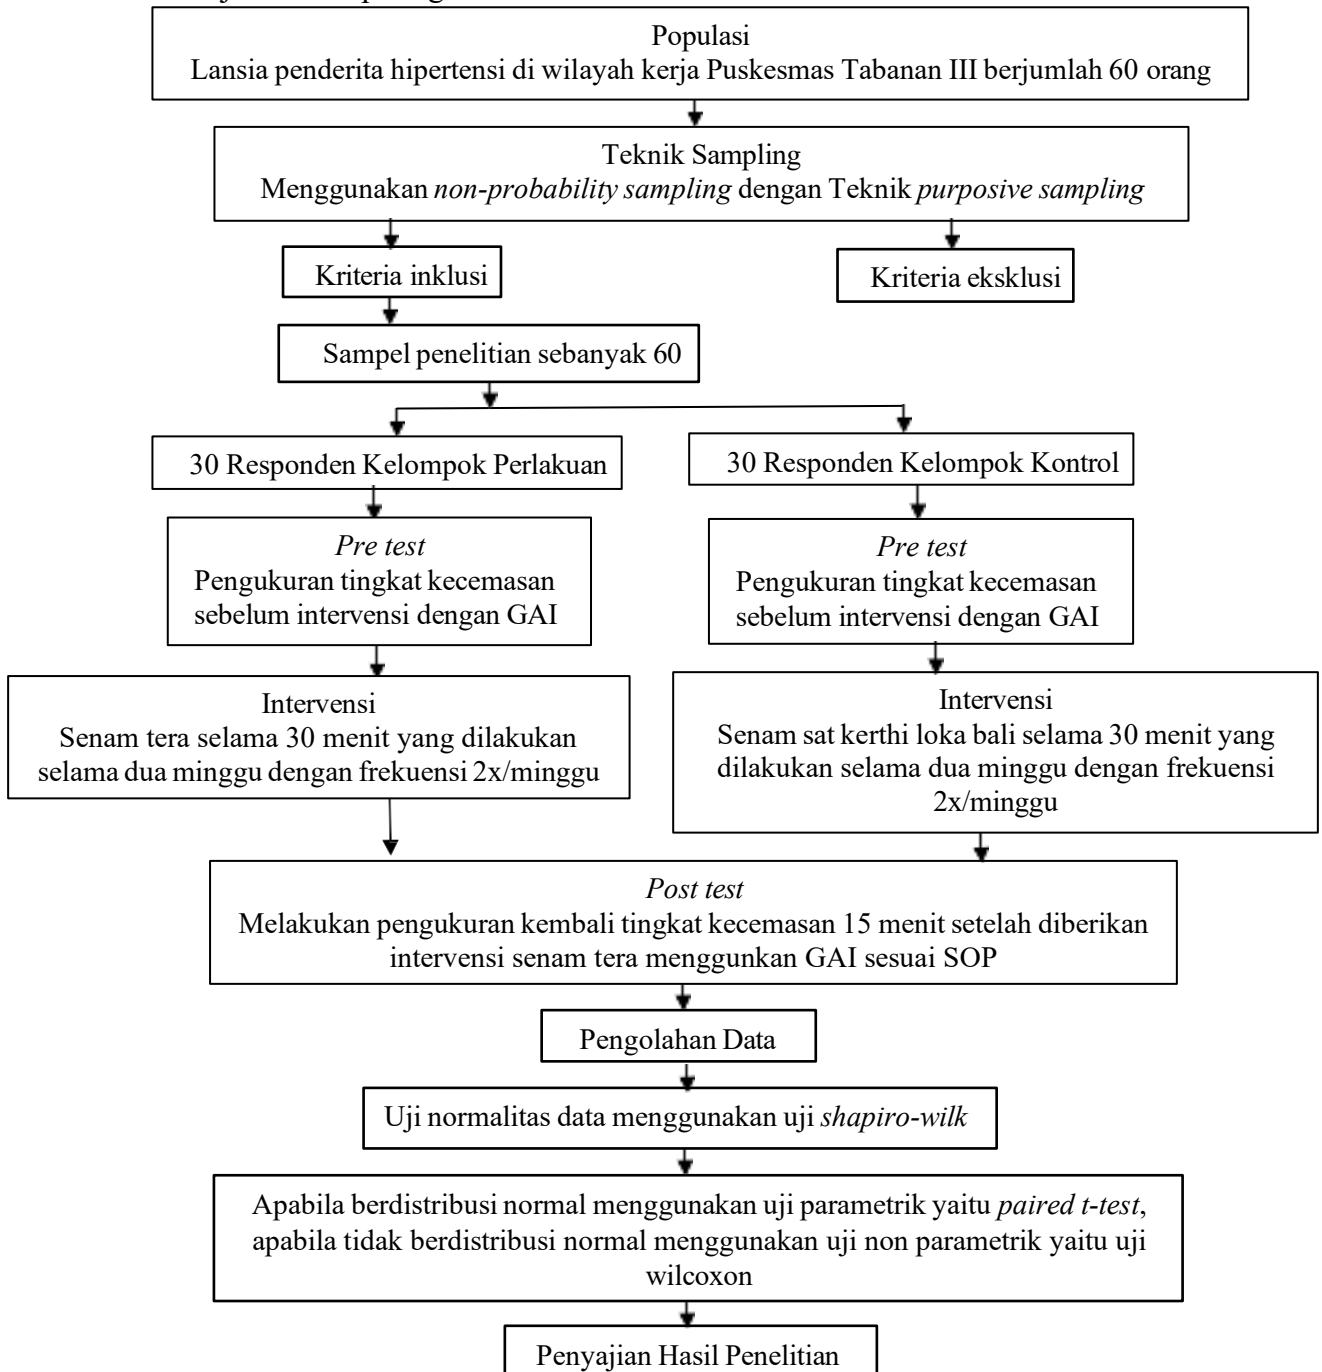 Populasi
Lansia penderita hipertensi di wilayah kerja Puskesmas Tabanan III berjumlah 60 orang
Teknik Sampling
Menggunakan non-probability sampling dengan Teknik purposive sampling
Kriteria inklusi
Kriteria eksklusi
Sampel penelitian sebanyak 60
30 Responden Kelompok Perlakuan
30 Responden Kelompok Kontrol
Pre test
Pengukuran tingkat kecemasan
sebelum intervensi dengan GAI
Pre test
Pengukuran tingkat kecemasan
sebelum intervensi dengan GAI
Intervensi
Senam tera selama 30 menit yang dilakukan
selama dua minggu dengan frekuensi 2x/minggu
Intervensi
Senam sat kerthi loka bali selama 30 menit yang
dilakukan selama dua minggu dengan frekuensi
2x/minggu
Post test
Melakukan pengukuran kembali tingkat kecemasan 15 menit setelah diberikan
intervensi senam tera menggunkan GAI sesuai SOP
Pengolahan Data
Uji normalitas data menggunakan uji shapiro-wilk
Apabila berdistribusi normal menggunakan uji parametrik yaitu paired t-test,
apabila tidak berdistribusi normal menggunakan uji non parametrik yaitu uji
wilcoxon
Penyajian Hasil Penelitian